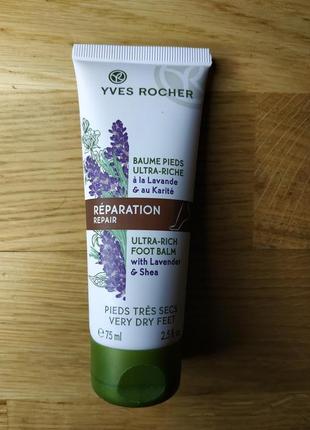 YVES ROCHER
BAUME PIEDS
ULTRA-RICHE
à la Lavande
& au Karité
RÉPARATION
REPAIR
ULTRA-RICH
FOOT BALM
with Lavender
& Shea
PIEDS TRÈS SECS
VERY DRY FEET
e 75 ml 2.5 fl.oz